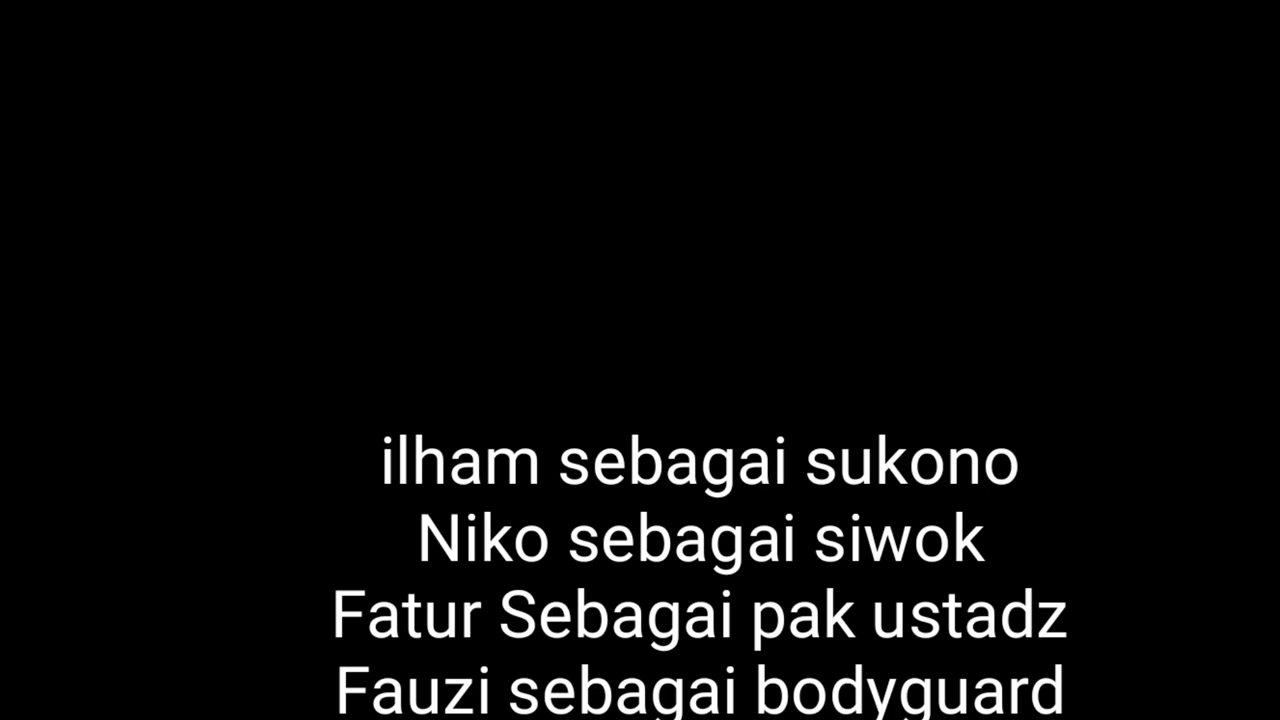 ilham sebagai sukono
Niko sebagai siwok
Fatur Sebagai pak ustadz
Fauzi sebagai bodyguard